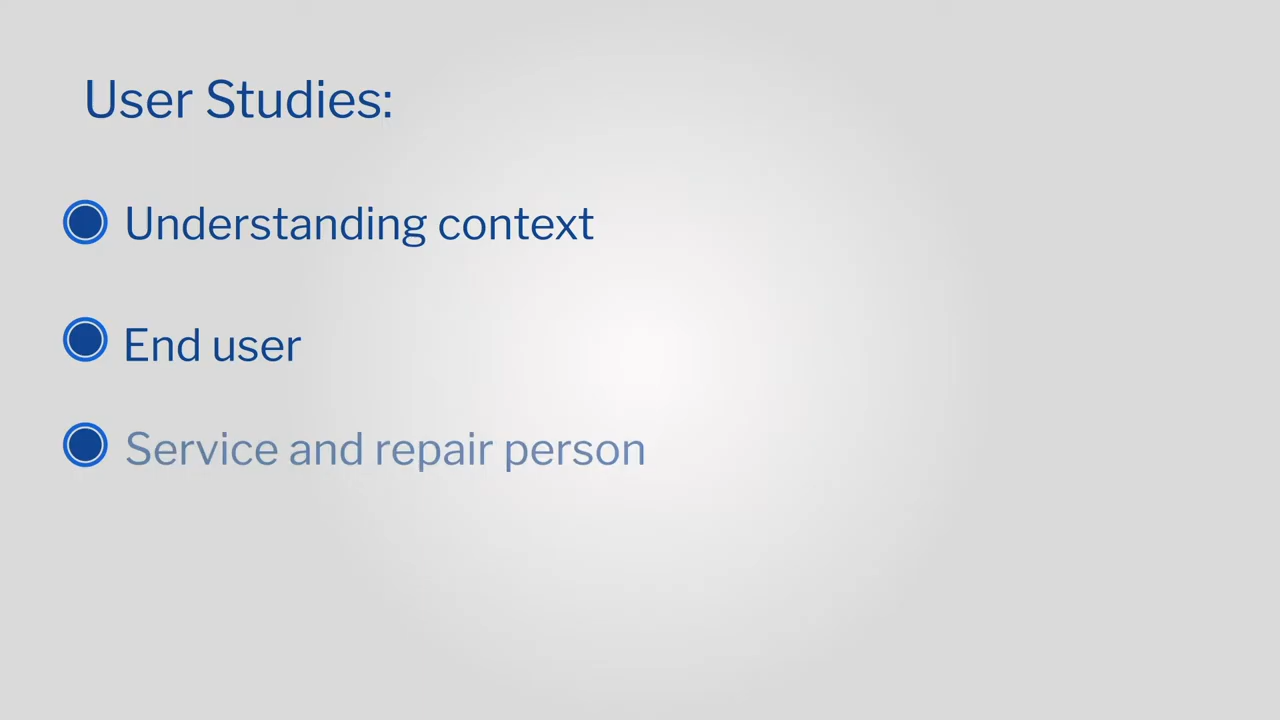 User Studies:
Understanding context
End user
Service and repair person